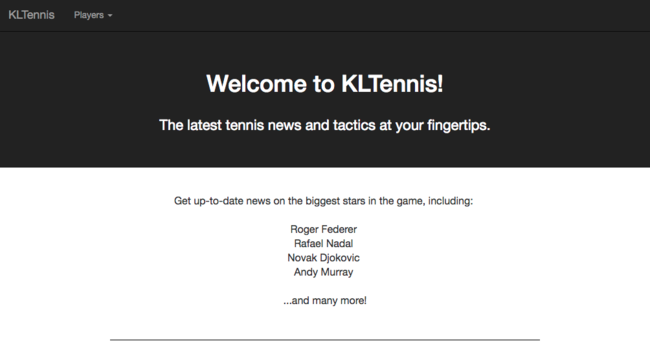 KLTennis Players
Welcome to KLTennis!
The latest tennis news and tactics at your fingertips.
Get up-to-date news on the biggest stars in the game, including:
Roger Federer
Rafael Nadal
Novak Djokovic
Andy Murray
...and many more!